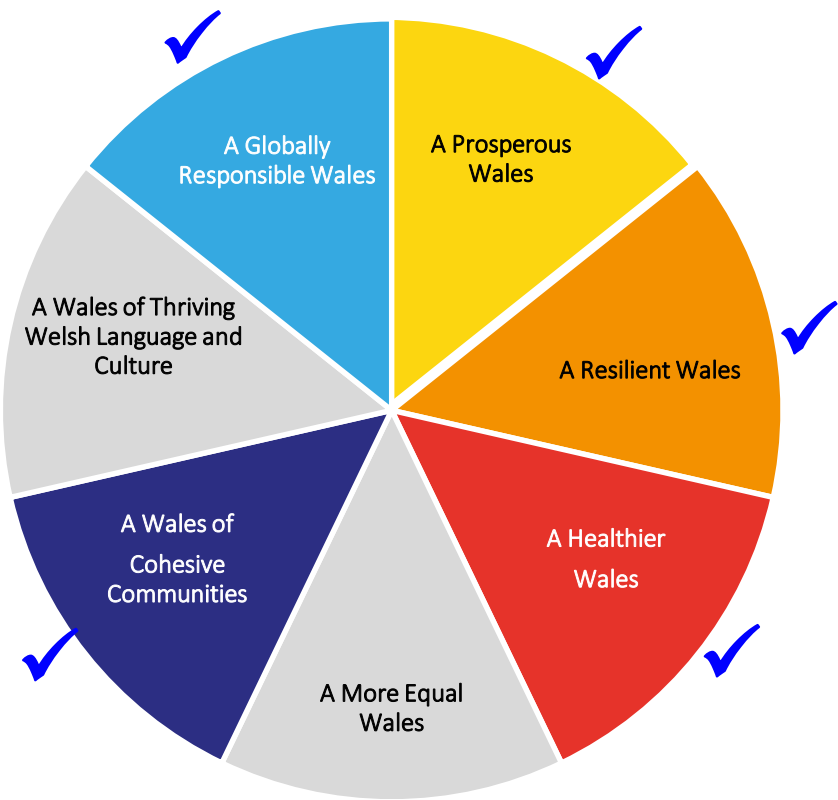 A Globally
Responsible Wales
A Prosperous
Wales
A Resilient Wales
A Healthier
Wales
A More Equal
Wales
A Wales of
Cohesive
Communities
A Wales of Thriving
Welsh Language and
Culture